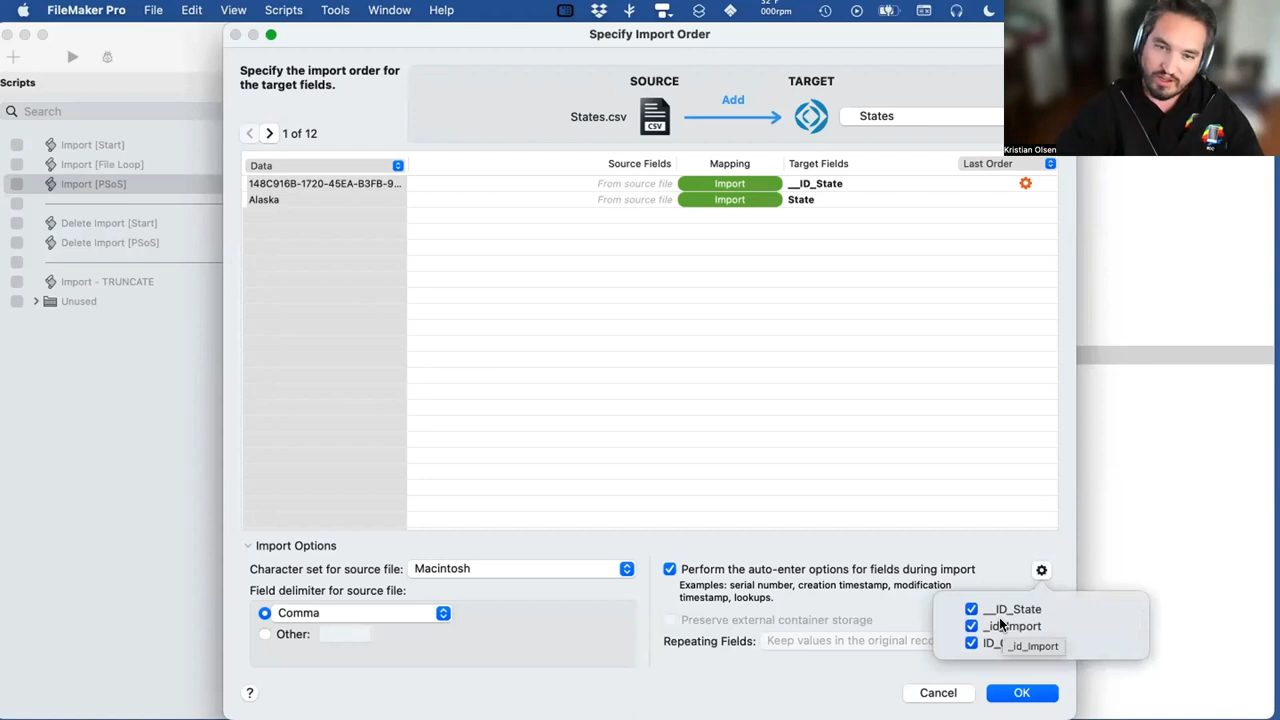 FileMaker Pro File Edit View Scripts Tools Window Help
000rpm
Specify Import Order
Kristian Olsen
Scripts
Search
Import [Start]
Import [File Loop]
Import [PSoS]
Delete Import [Start]
Delete Import [PSoS]
Import - TRUNCATE
Unused
Specify the import order for
the target fields.
SOURCE
TARGET
States.csv
CSV
Add
States
1 of 12
Data
Source Fields
Mapping
Target Fields
Last Order
148C916B-1720-45EA-B3FB-9...
From source file
Import
__ID_State
Alaska
From source file
Import
State
Import Options
Character set for source file:
Macintosh
Field delimiter for source file:
Comma
Other:
Perform the auto-enter options for fields during import
Examples: serial number, creation timestamp, modification
timestamp, lookups.
Preserve external container storage
Repeating Fields:
Keep values in the original
__ID_State
_id_Import
_id_Import
?
Cancel
OK